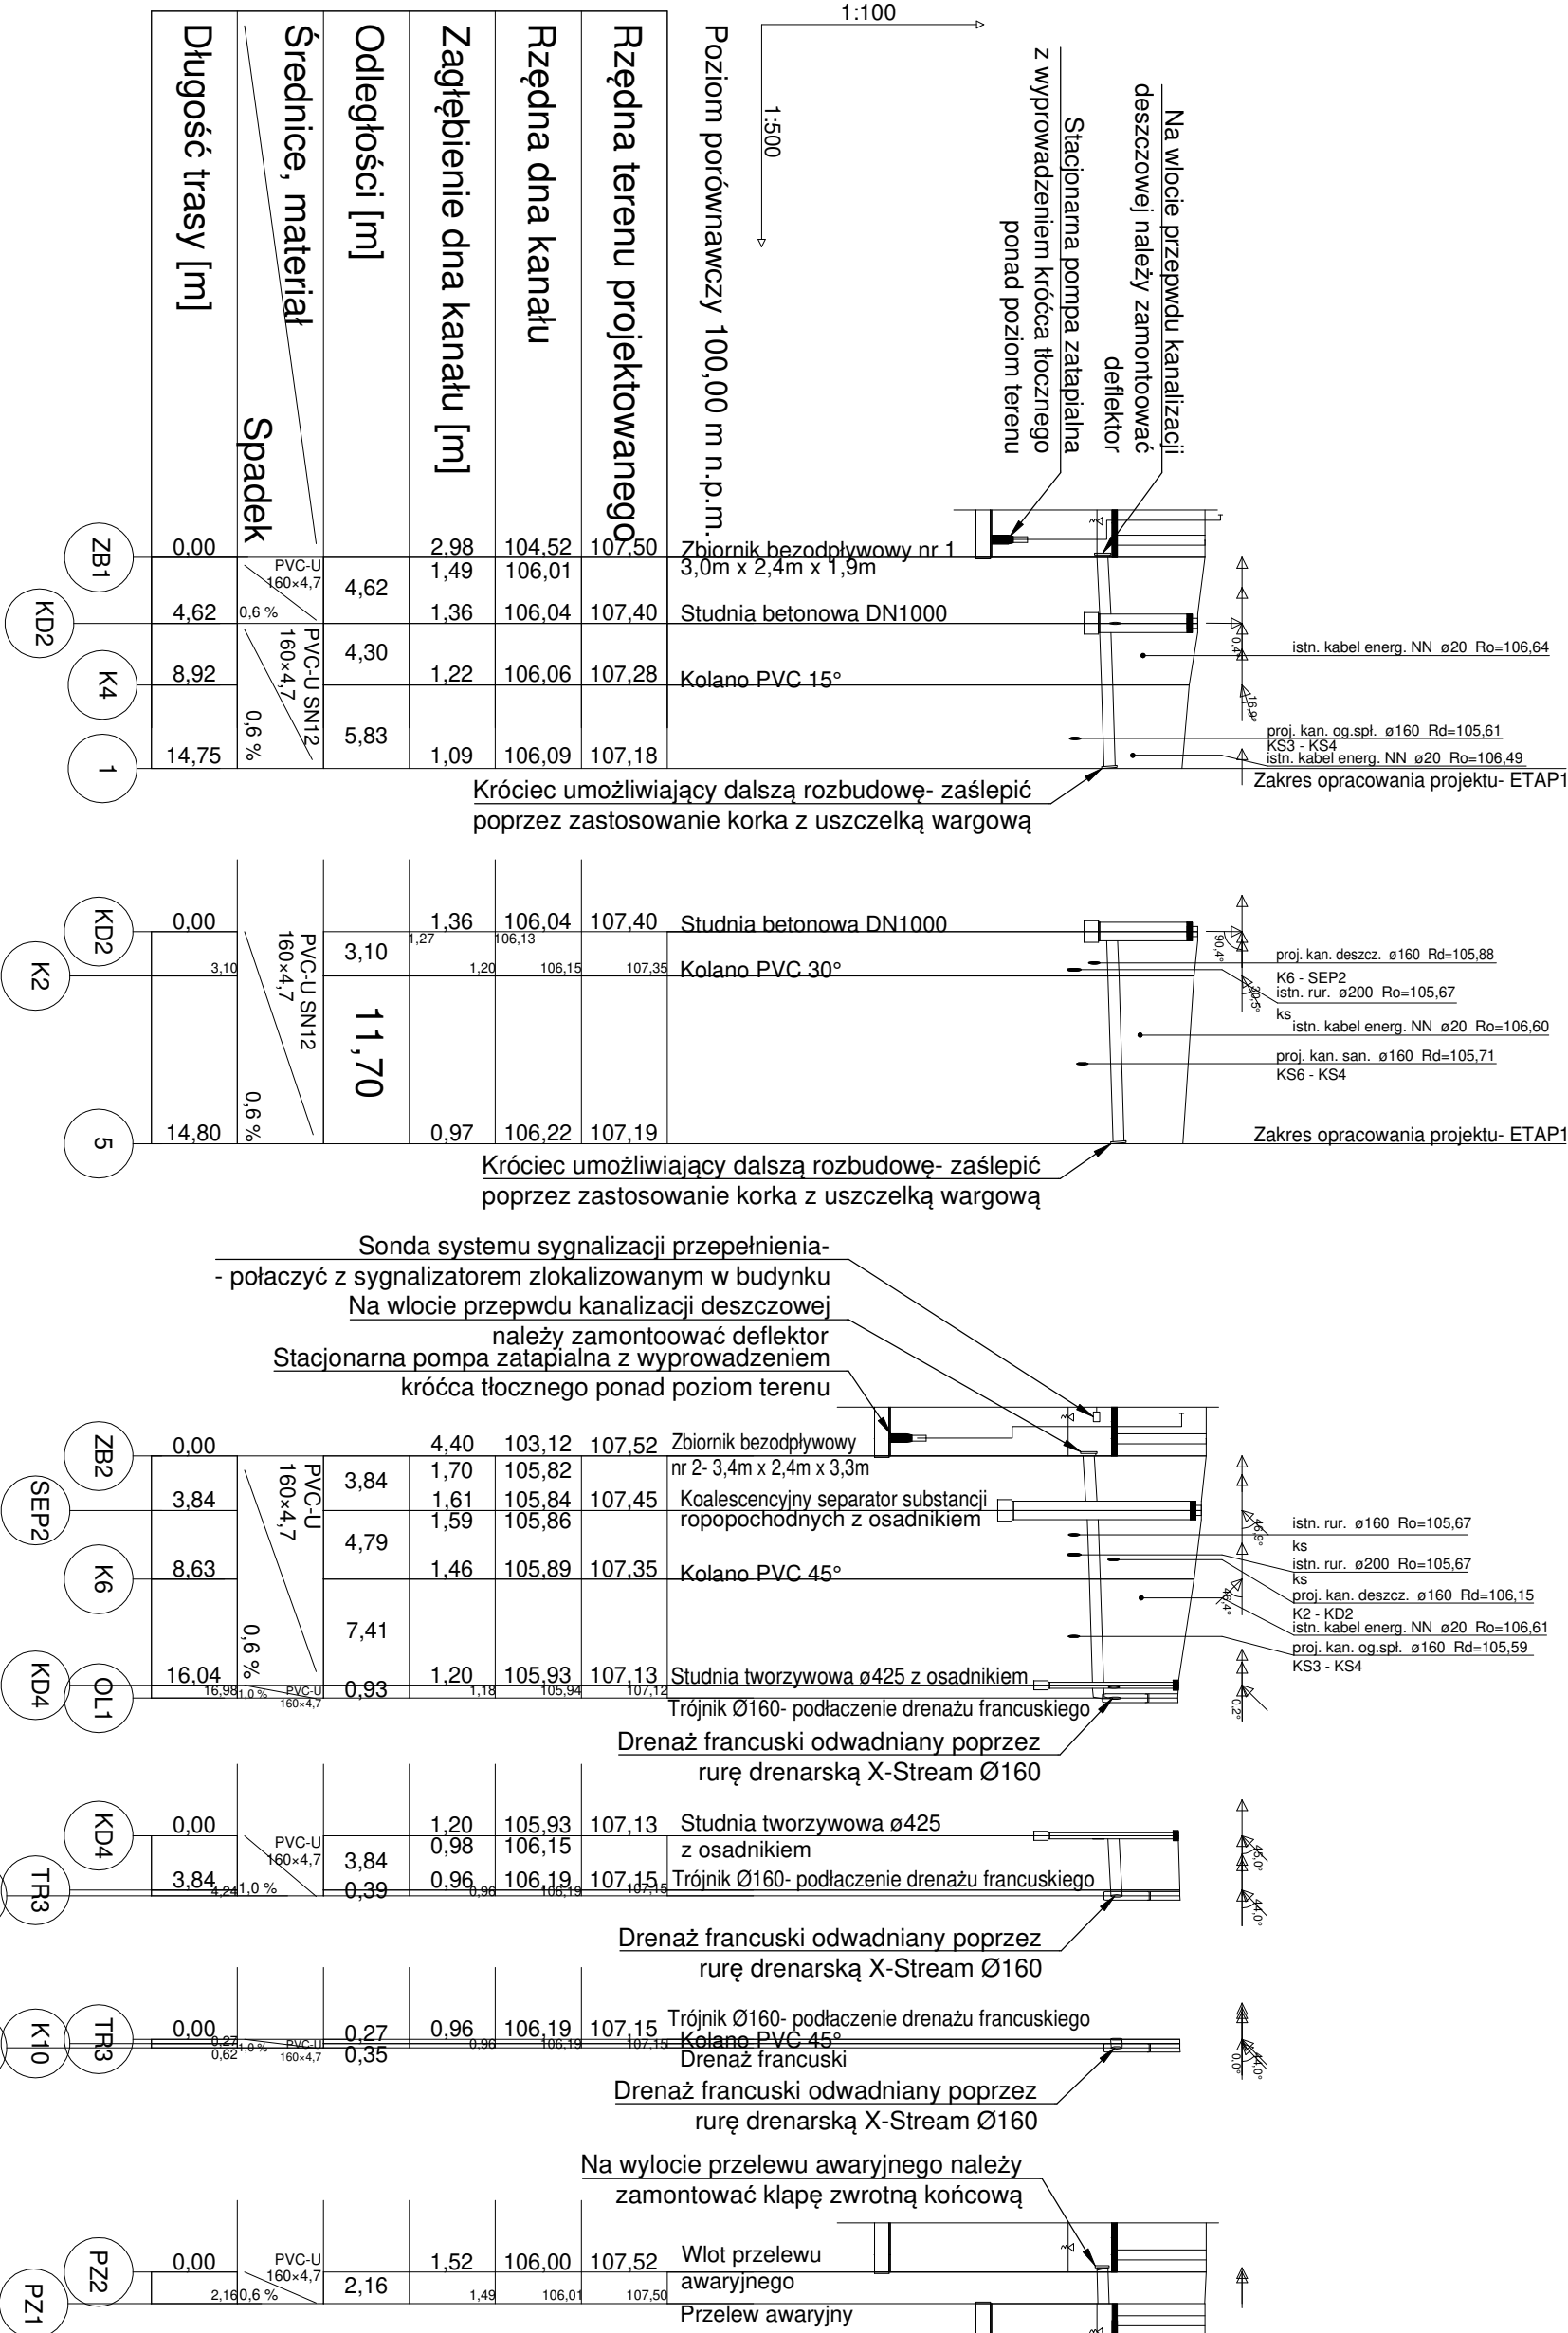 1:100
1:500
Na wlocie przepwdu kanalizacji
deszczowej należy zamontoować
deflektor
Stacjonarna pompa zatapialna
z wyprowadzeniem króćca tłocznego
ponad poziom terenu
Poziom porównawczy 100,00 m n.p.m.
Rzędna terenu projektowanego
Rzędna dna kanału
Zagłębienie dna kanału [m]
Odległości [m]
Średnice, materiał
Spadek
Długość trasy [m]
ZB1 0,00 2,98 104,52 107,50 Zbiornik bezodpływowy nr 1
PVC-U 1,49 106,01 3,0m x 2,4m x 1,9m
160×4,7 4,62
KD2 4,62 0,6 % 1,36 106,04 107,40 Studnia betonowa DN1000
0,4°
istn. kabel energ. NN ø20 Ro=106,64
PVC-U SN12
160×4,7
4,30
K4 8,92 1,22 106,06 107,28 Kolano PVC 15°
16,9°
0,6 % 5,83
proj. kan. og.spł. ø160 Rd=105,61
KS3 - KS4
istn. kabel energ. NN ø20 Ro=106,49
1 14,75 1,09 106,09 107,18
Zakres opracowania projektu- ETAP1
Króciec umożliwiający dalszą rozbudowę- zaślepić
poprzez zastosowanie korka z uszczelką wargową
KD2 0,00 1,36 106,04 107,40 Studnia betonowa DN1000
1,27 106,13
90,4°
PVC-U SN12
160×4,7
3,10
proj. kan. deszcz. ø160 Rd=105,88
K6 - SEP2
K2 3,10 1,20 106,15 107,35 Kolano PVC 30°
istn. rur. ø200 Ro=105,67
ks
30,5°
11,70
istn. kabel energ. NN ø20 Ro=106,60
proj. kan. san. ø160 Rd=105,71
KS6 - KS4
0,6 %
5 14,80 0,97 106,22 107,19
Zakres opracowania projektu- ETAP1
Króciec umożliwiający dalszą rozbudowę- zaślepić
poprzez zastosowanie korka z uszczelką wargową
Sonda systemu sygnalizacji przepełnienia-
- połaczyć z sygnalizatorem zlokalizowanym w budynku
Na wlocie przepwdu kanalizacji deszczowej
należy zamontoować deflektor
Stacjonarna pompa zatapialna z wyprowadzeniem
króćca tłocznego ponad poziom terenu
ZB2 0,00 4,40 103,12 107,52 Zbiornik bezodpływowy
1,70 105,82 nr 2- 3,4m x 2,4m x 3,3m
PVC-U
160×4,7
3,84
SEP2 3,84 1,61 105,84 107,45 Koalescencyjny separator substancji
1,59 105,86 ropopochodnych z osadnikiem
46,9°
istn. rur. ø160 Ro=105,67
ks
4,79
istn. rur. ø200 Ro=105,67
ks
K6 8,63 1,46 105,89 107,35 Kolano PVC 45°
46,4°
proj. kan. deszcz. ø160 Rd=106,15
K2 - KD2
istn. kabel energ. NN ø20 Ro=106,61
7,41
proj. kan. og.spł. ø160 Rd=105,59
KS3 - KS4
0,6 %
KD4 16,04 1,20 105,93 107,13 Studnia tworzywowa ø425 z osadnikiem
OL1 16,98 1,0 % PVC-U 0,93 1,18 105,94 107,12
160×4,7 Trójnik Ø160- podłaczenie drenażu francuskiego
0,2°
Drenaż francuski odwadniany poprzez
rurę drenarską X-Stream Ø160
KD4 0,00 1,20 105,93 107,13 Studnia tworzywowa ø425
PVC-U 0,98 106,15 z osadnikiem
160×4,7 3,84
45,0°
TR3 3,84 0,96 106,19 107,15 Trójnik Ø160- podłaczenie drenażu francuskiego
4,24 1,0 % 0,39 0,96 106,19 107,15
44,0°
Drenaż francuski odwadniany poprzez
rurę drenarską X-Stream Ø160
TR3 0,00 0,27 0,96 106,19 107,15 Trójnik Ø160- podłaczenie drenażu francuskiego
K10 0,27 1,0 % PVC-U 0,96 106,19 107,15 Kolano PVC 45°
0,62 160×4,7 0,35 Drenaż francuski
44,0°
0,0°
Drenaż francuski odwadniany poprzez
rurę drenarską X-Stream Ø160
Na wylocie przelewu awaryjnego należy
zamontować klapę zwrotną końcową
PZ2 0,00 PVC-U 1,52 106,00 107,52 Wlot przelewu
160×4,7 2,16 awaryjnego
PZ1 2,16 0,6 % 1,49 106,01 107,50
Przelew awaryjny